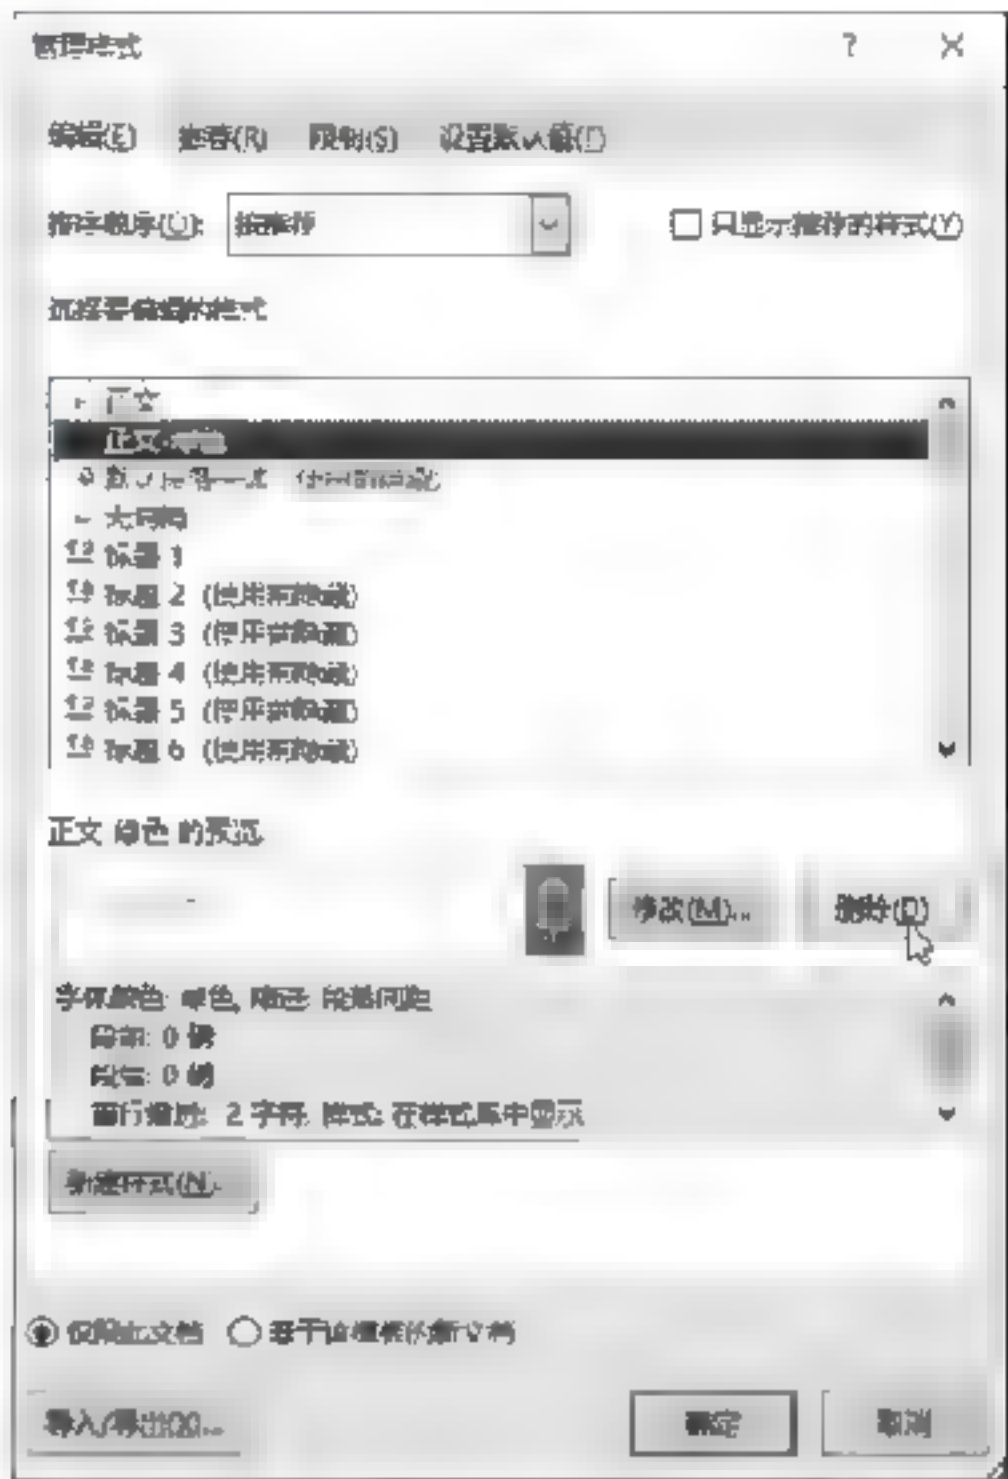 管理样式 ? ×
编辑(E) 推荐(R) 限制(S) 设置默认值(T)
排序顺序(O): 按推荐 只显示推荐的样式(Y)
选择要编辑的样式
正文
正文-绿色
默认段落字体 (使用前隐藏)
无间隔
标题 1
标题 2 (使用前隐藏)
标题 3 (使用前隐藏)
标题 4 (使用前隐藏)
标题 5 (使用前隐藏)
标题 6 (使用前隐藏)
正文-绿色 的预览:
修改(M)... 删除(D)
字体颜色: 绿色, 段落间距
段前: 0 磅
段后: 0 磅
首行缩进: 2 字符, 样式: 在样式库中显示
新建样式(N)...
仅限此文档 基于该模板的新文档
导入/导出(X)... 确定 取消